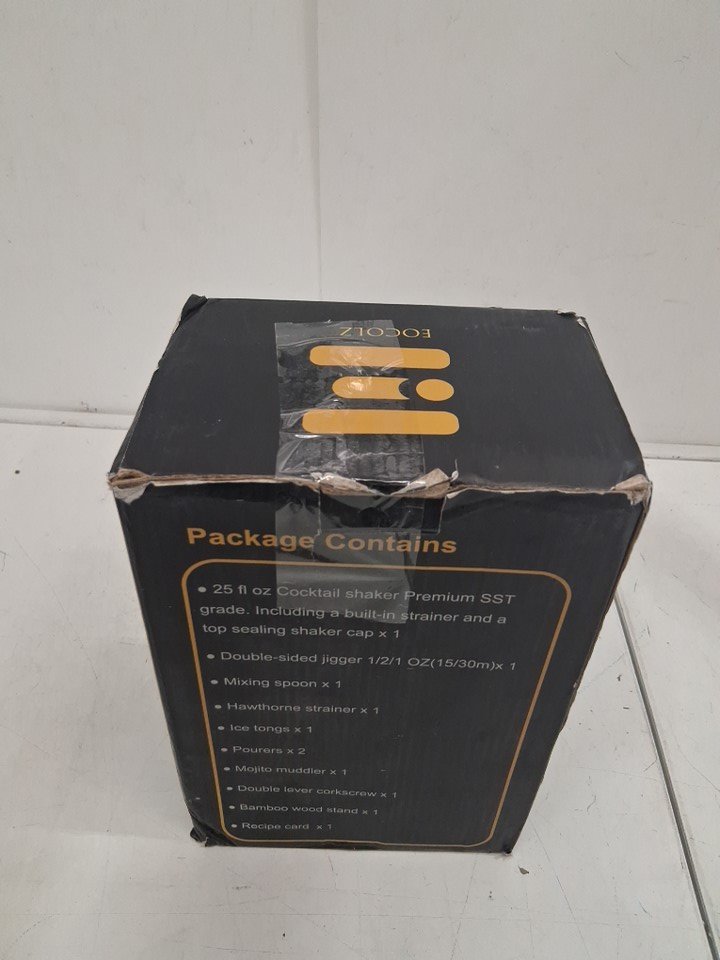 EOCOLZ
Package Contains
• 25 fl oz Cocktail shaker Premium SST
grade. Including a built-in strainer and a
top sealing shaker cap x 1
• Double-sided jigger 1/2/1 OZ(15/30m)x 1
• Mixing spoon x 1
• Hawthorne strainer x 1
• Ice tongs x 1
• Pourers x 2
• Mojito muddler x 1
• Double lever corkscrew x 1
• Bamboo wood stand x 1
• Recipe card x 1